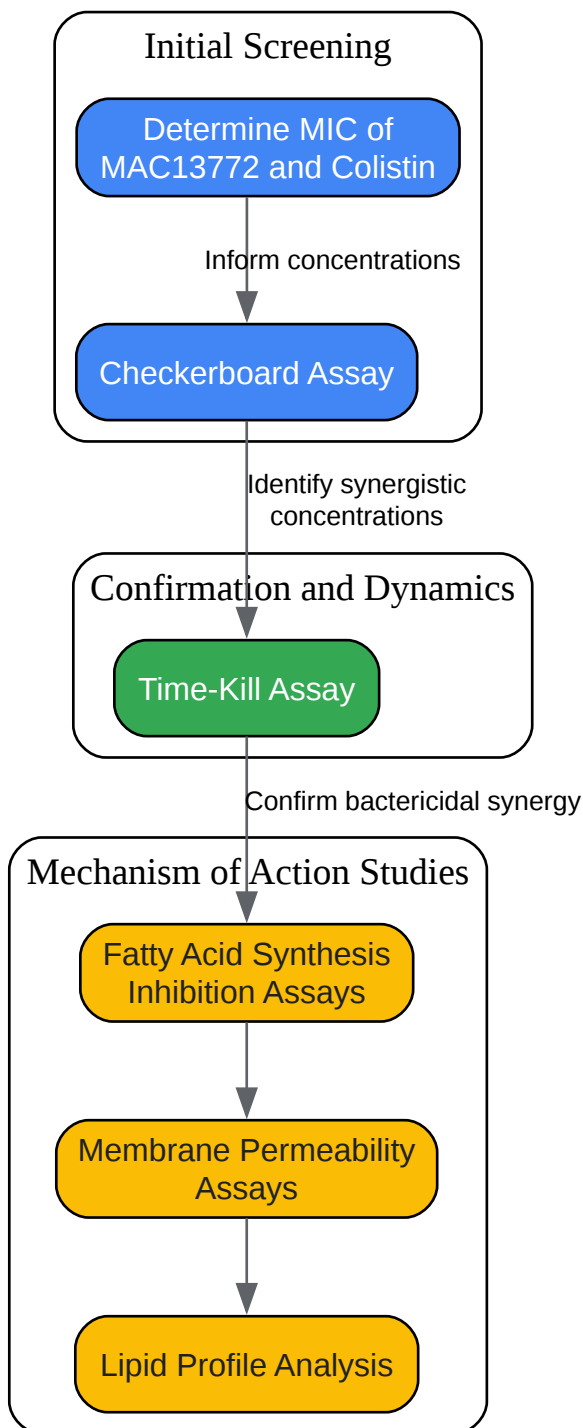 Initial Screening
Determine MIC of
MAC13772 and Colistin
Inform concentrations
Checkerboard Assay
Identify synergistic
concentrations
Confirmation and Dynamics
Time-Kill Assay
Confirm bactericidal synergy
Mechanism of Action Studies
Fatty Acid Synthesis
Inhibition Assays
Membrane Permeability
Assays
Lipid Profile Analysis